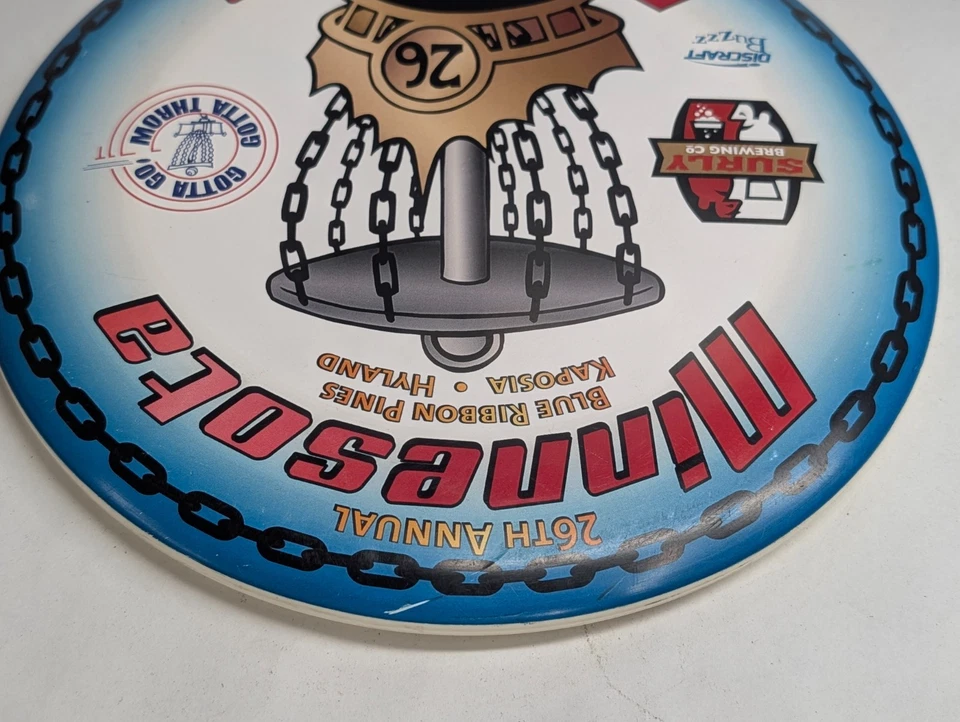 26TH ANNUAL
Minnesota
BLUE RIBBON PINES
KAPOSIA • HYLAND
SURLY
BREWING CO
GOTTA GO, GOTTA THROW
26
DISCRAFT
Buzzz